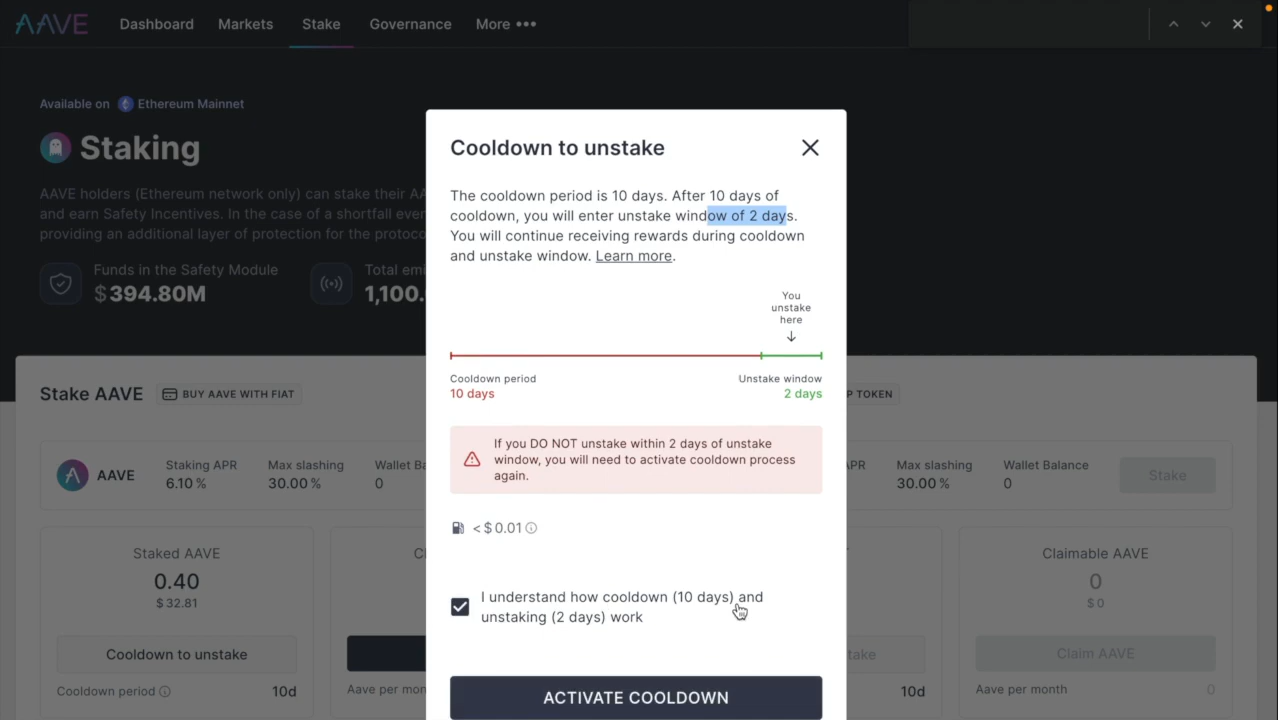 AAVE Dashboard Markets Stake Governance More •••
Available on Ethereum Mainnet
Staking
AAVE holders (Ethereum network only) can stake their AA
and earn Safety Incentives. In the case of a shortfall ever
providing an additional layer of protection for the protoco
Funds in the Safety Module
$394.80M
Total emi
1,100.
Cooldown to unstake
The cooldown period is 10 days. After 10 days of
cooldown, you will enter unstake window of 2 days.
You will continue receiving rewards during cooldown
and unstake window. Learn more.
You
unstake
here
Cooldown period
10 days
Unstake window
2 days
If you DO NOT unstake within 2 days of unstake
window, you will need to activate cooldown process
again.
< $ 0.01
I understand how cooldown (10 days) and
unstaking (2 days) work
ACTIVATE COOLDOWN
Stake AAVE BUY AAVE WITH FIAT
AAVE
Staking APR
6.10 %
Max slashing
30.00 %
Wallet Ba
0
Staked AAVE
0.40
$ 32.81
Cooldown to unstake
Cooldown period 10d
Cl
Aave per mon
P TOKEN
PR
Max slashing
30.00 %
Wallet Balance
0
Stake
take
10d
Claimable AAVE
0
$ 0
Claim AAVE
Aave per month 0